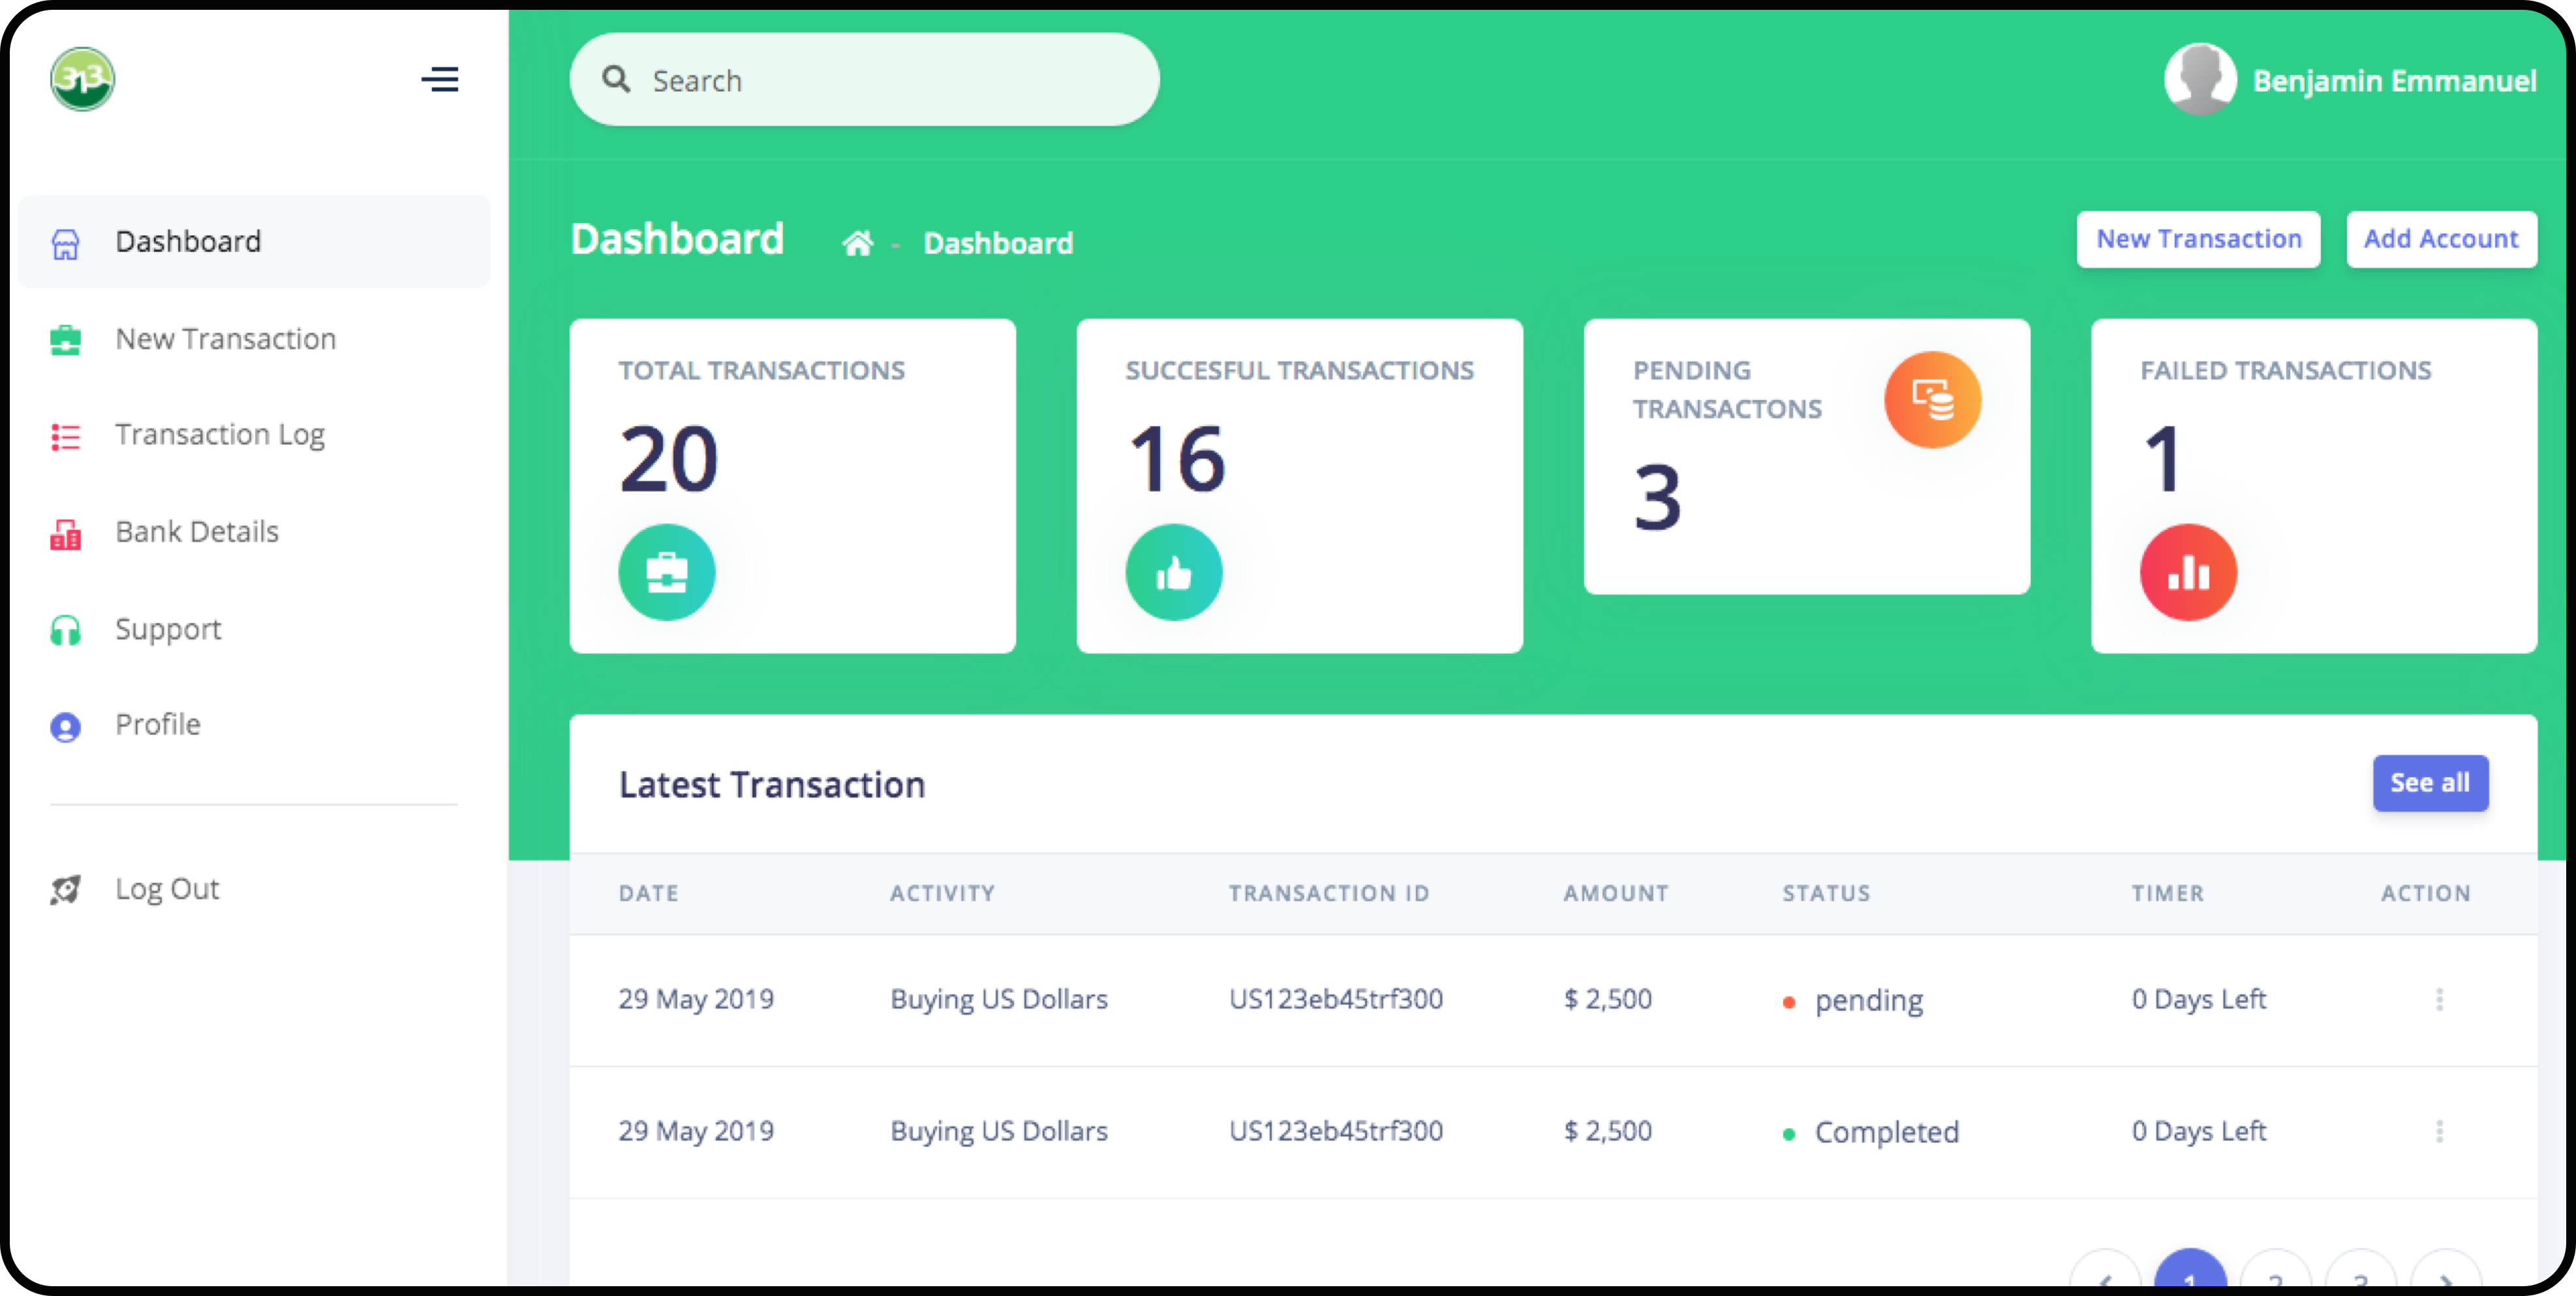 313
Search
Benjamin Emmanuel
Dashboard
New Transaction
Transaction Log
Bank Details
Support
Profile
Log Out
Dashboard - Dashboard
New Transaction Add Account
TOTAL TRANSACTIONS
20
SUCCESFUL TRANSACTIONS
16
PENDING
TRANSACTONS
3
FAILED TRANSACTIONS
1
Latest Transaction
See all
DATE ACTIVITY TRANSACTION ID AMOUNT STATUS TIMER ACTION
29 May 2019 Buying US Dollars US123eb45trf300 $ 2,500 pending 0 Days Left
29 May 2019 Buying US Dollars US123eb45trf300 $ 2,500 Completed 0 Days Left
1 2 3